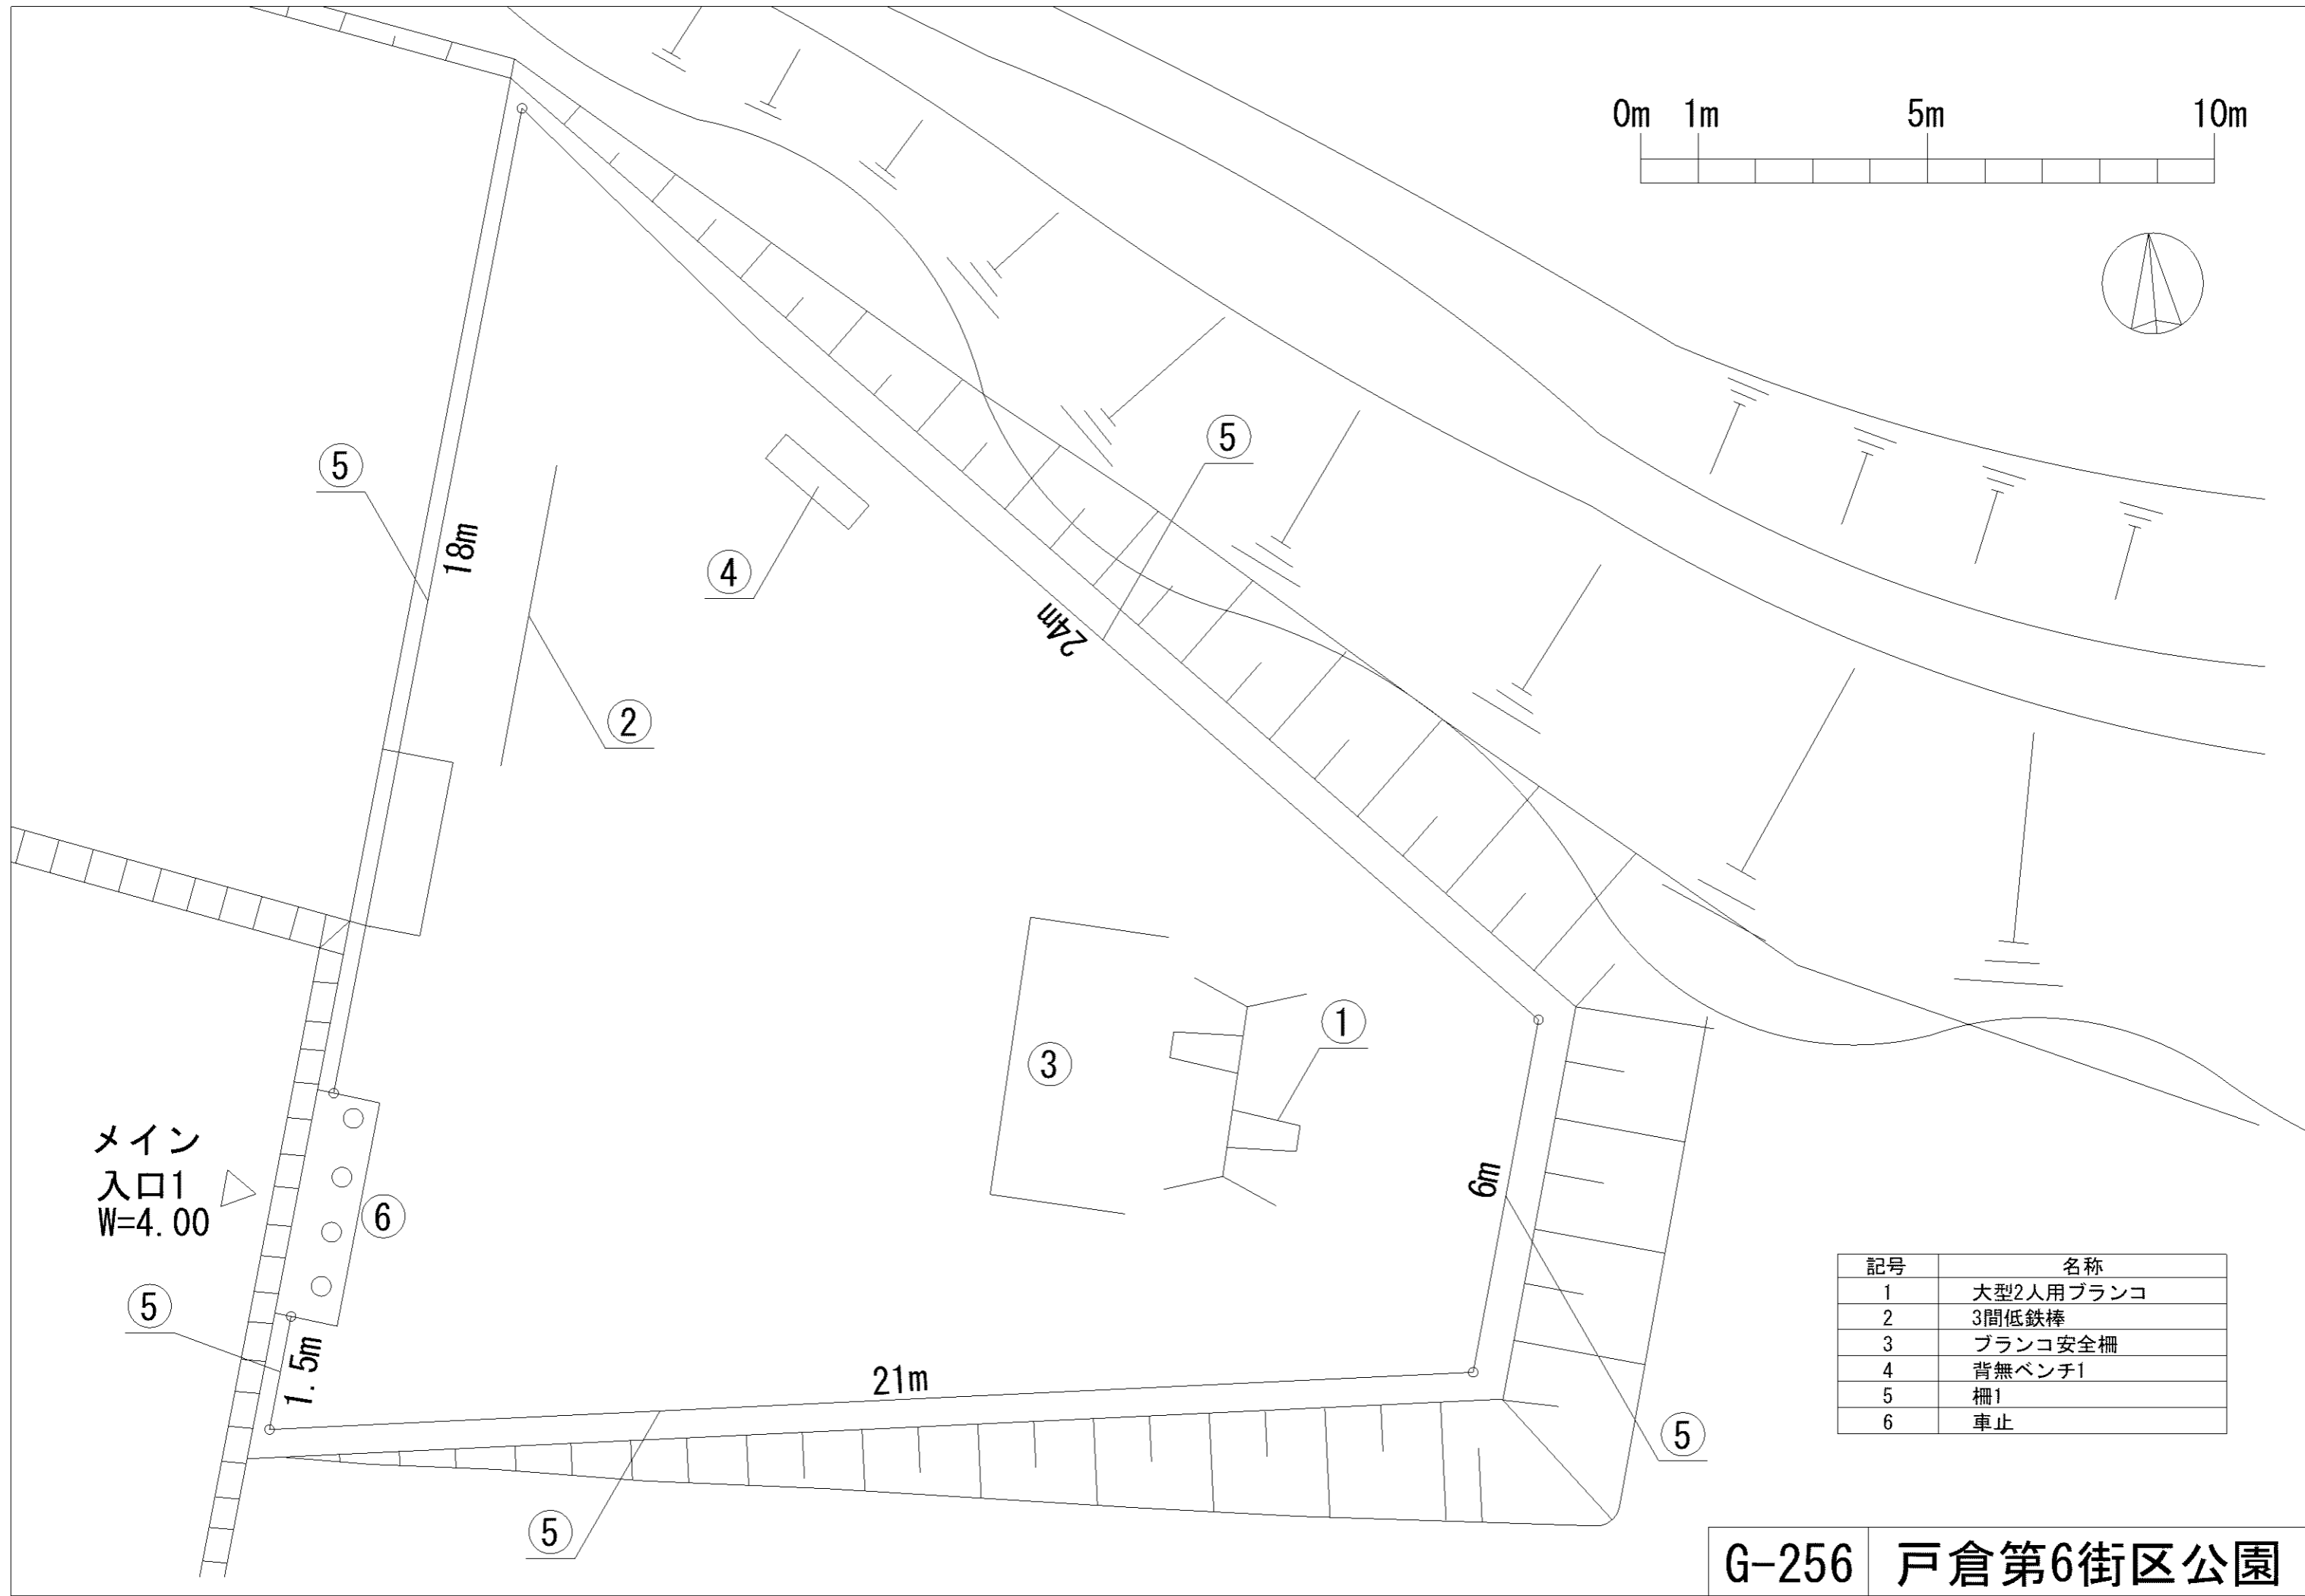 0m 1m 5m 10m
⑤
⑤
18m
④
24m
②
①
③
メイン
入口1
W=4.00
⑥
6m
⑤
1.5m
21m
⑤
⑤
記号 名称
1 大型2人用ブランコ
2 3間低鉄棒
3 ブランコ安全柵
4 背無ベンチ1
5 柵1
6 車止
G-256 戸倉第6街区公園